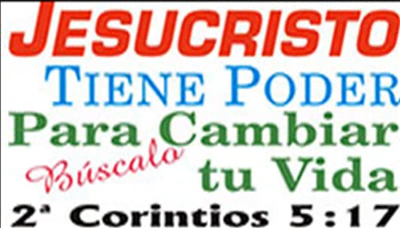 JESUCRISTO
TIENE PODER
Para Cambiar
Búscalo
tu Vida
2ª Corintios 5:17